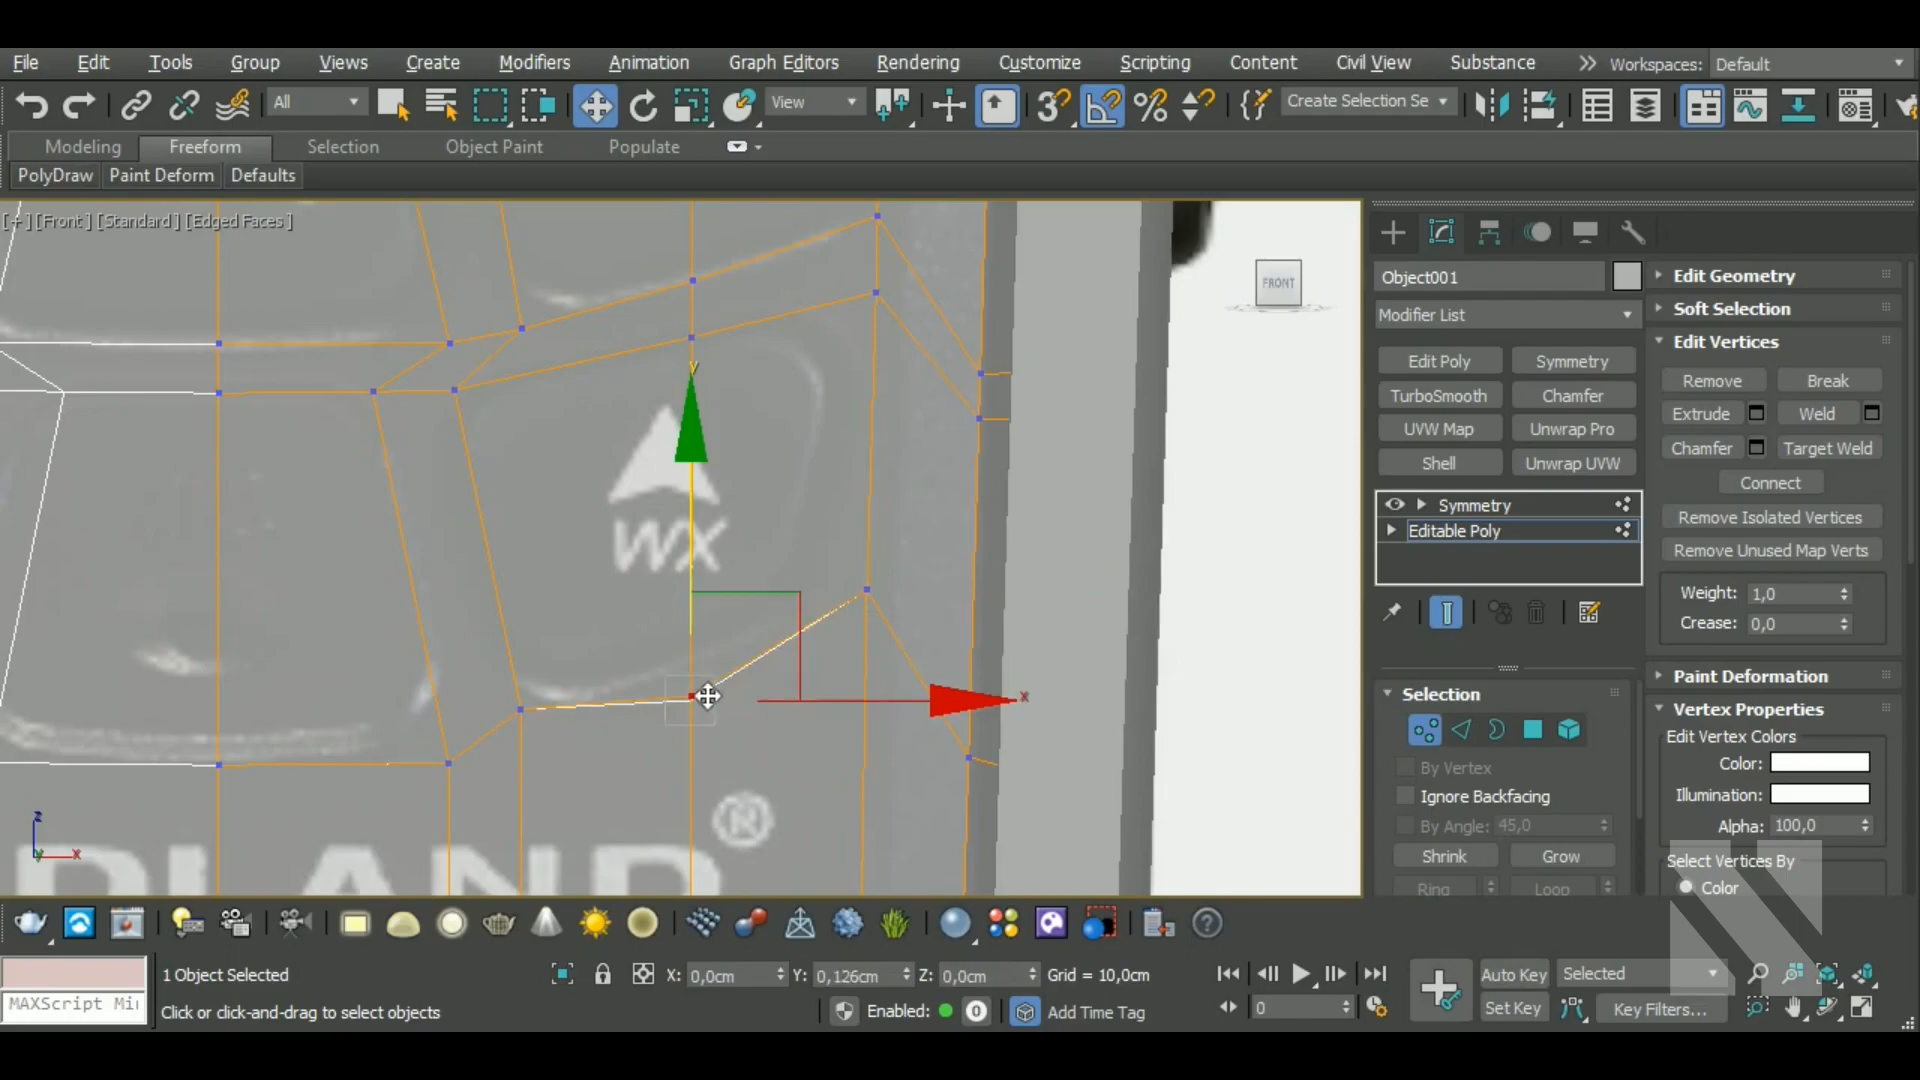 File Edit Tools Group Views Create Modifiers Animation Graph Editors Rendering Customize Scripting Content Civil View Substance Workspaces: Default
All View Create Selection Se
Modeling Freeform Selection Object Paint Populate
PolyDraw Paint Deform Defaults
[+] [Front] [Standard] [Edged Faces]
FRONT
Object001
Modifier List
Edit Poly Symmetry
TurboSmooth Chamfer
UVW Map Unwrap Pro
Shell Unwrap UVW
Symmetry
Editable Poly
Selection
By Vertex
Ignore Backfacing
By Angle: 45,0
Shrink Grow
Ring Loop
Edit Geometry
Soft Selection
Edit Vertices
Remove Break
Extrude Weld
Chamfer Target Weld
Connect
Remove Isolated Vertices
Remove Unused Map Verts
Weight: 1,0
Crease: 0,0
Paint Deformation
Vertex Properties
Edit Vertex Colors
Color:
Illumination:
Alpha: 100,0
Select Vertices By
Color
y
WX
x
®
DLAND
z
y x
1 Object Selected X: 0,0cm Y: 0,126cm Z: 0,0cm Grid = 10,0cm Auto Key Selected
MAXScript Mi
Click or click-and-drag to select objects Enabled: 0 Add Time Tag 0 Set Key Key Filters...